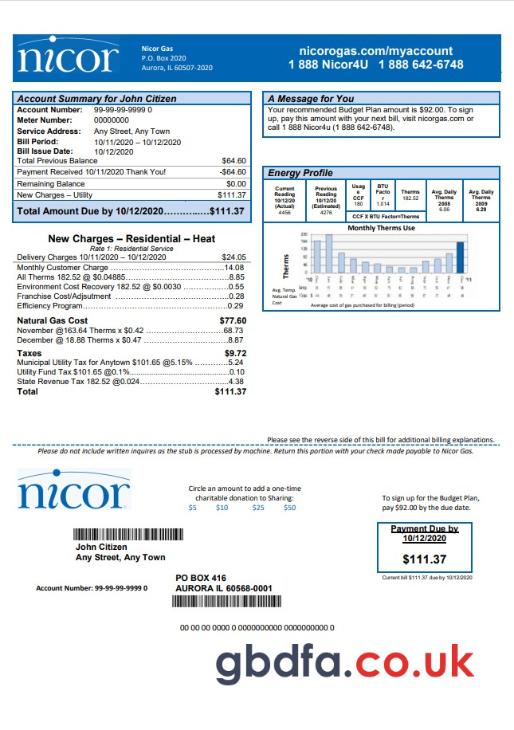 nicor
Nicor Gas
P.O. Box 2020
Aurora, IL 60507-2020
nicorogas.com/myaccount
1 888 Nicor4U 1 888 642-6748
Account Summary for John Citizen
Account Number: 99-99-99-9999 0
Meter Number: 00000000
Service Address: Any Street, Any Town
Bill Period: 10/11/2020 – 10/12/2020
Bill Issue Date: 10/12/2020
Total Previous Balance $64.60
Payment Received 10/11/2020 Thank You! -$64.60
Remaining Balance $0.00
New Charges – Utility $111.37
Total Amount Due by 10/12/2020..............$111.37
A Message for You
Your recommended Budget Plan amount is $92.00. To sign
up, pay this amount with your next bill, visit nicorgas.com or
call 1 888 Nicor4u (1 888 642-6748).
Energy Profile
Current Reading 10/12/20 (Actual) 4456
Previous Reading 10/12/20 (Estimated) 4276
Usage CCF 180
BTU Factor 1.014
Therms 182.52
CCF X BTU Factor=Therms
Avg. Daily Therms 2008 6.06
Avg. Daily Therms 2009 6.29
Monthly Therms Use
Therms
Avg. Temp.
Natural Gas Cost
Average cost of gas purchased for billing (period)
New Charges – Residential – Heat
Rate 1: Residential Service
Delivery Charges 10/11/2020 – 10/12/2020 $24.05
Monthly Customer Charge 14.08
All Therms 182.52 @ $0.04885 8.85
Environment Cost Recovery 182.52 @ $0.0030 0.55
Franchise Cost/Adjsutment 0.28
Efficiency Program 0.29
Natural Gas Cost $77.60
November @163.64 Therms x $0.42 68.73
December @ 18.88 Therms x $0.47 8.87
Taxes $9.72
Municipal Utility Tax for Anytown $101.65 @5.15% 5.24
Utility Fund Tax $101.65 @0.1% 0.10
State Revenue Tax 182.52 @0.024 4.38
Total $111.37
Please see the reverse side of this bill for additional billing explanations.
Please do not include written inquires as the stub is processed by machine. Return this portion with your check made payable to Nicor Gas.
nicor
Circle an amount to add a one-time
charitable donation to Sharing:
$5 $10 $25 $50
To sign up for the Budget Plan,
pay $92.00 by the due date.
Payment Due by
10/12/2020
$111.37
Current bill $111.37 due by 10/12/2020
John Citizen
Any Street, Any Town
Account Number: 99-99-99-9999 0
PO BOX 416
AURORA IL 60568-0001
00 00 00 0000 0 0000000000 0000000000 0
gbdfa.co.uk